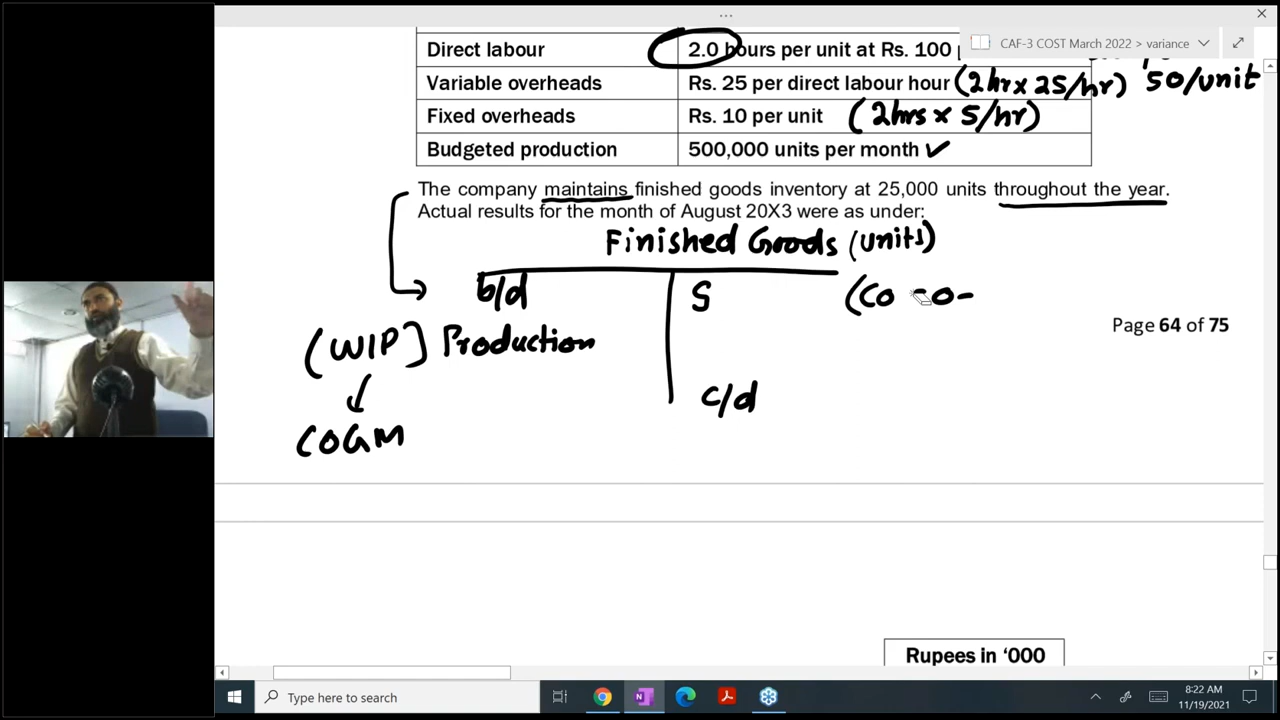 CAF-3 COST March 2022 > variance
Direct labour 2.0 hours per unit at Rs. 100
Variable overheads Rs. 25 per direct labour hour (2hr x 25/hr) 50/unit
Fixed overheads Rs. 10 per unit (2hrs x 5/hr)
Budgeted production 500,000 units per month ✓
The company maintains finished goods inventory at 25,000 units throughout the year.
Actual results for the month of August 20X3 were as under:
Finished Goods (units)
b/d S (Co -o-
(WIP] Production
c/d
COGM
Page 64 of 75
Rupees in ‘000
Type here to search
8:22 AM
11/19/2021